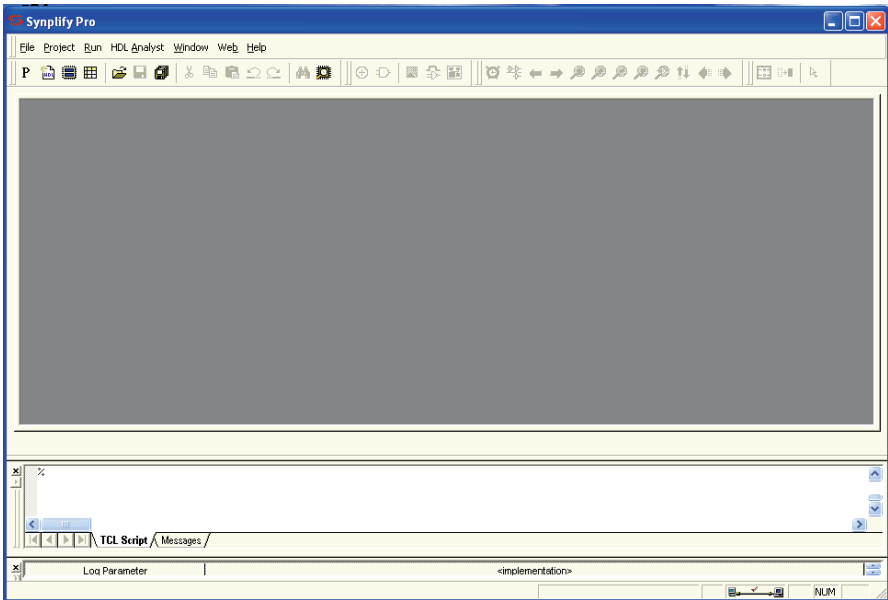 Synplify Pro
File Project Run HDL Analyst Window Web Help
P
%
TCL Script Messages
Log Parameter <implementation>
NUM